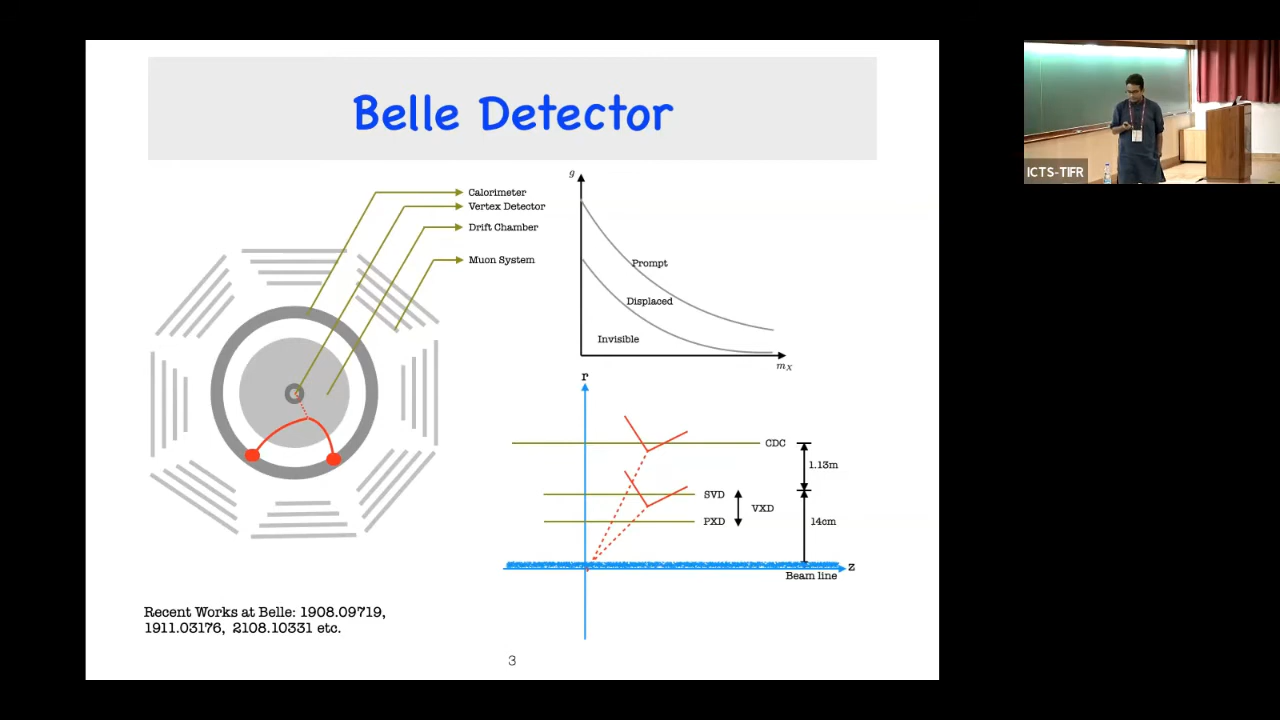 Belle Detector
Calorimeter
Vertex Detector
Drift Chamber
Muon System
g
Prompt
Displaced
Invisible
m_X
r
CDC
1.13m
SVD
VXD
PXD
14cm
z
Beam line
Recent Works at Belle: 1908.09719,
1911.03176, 2108.10331 etc.
3
ICTS-TIFR